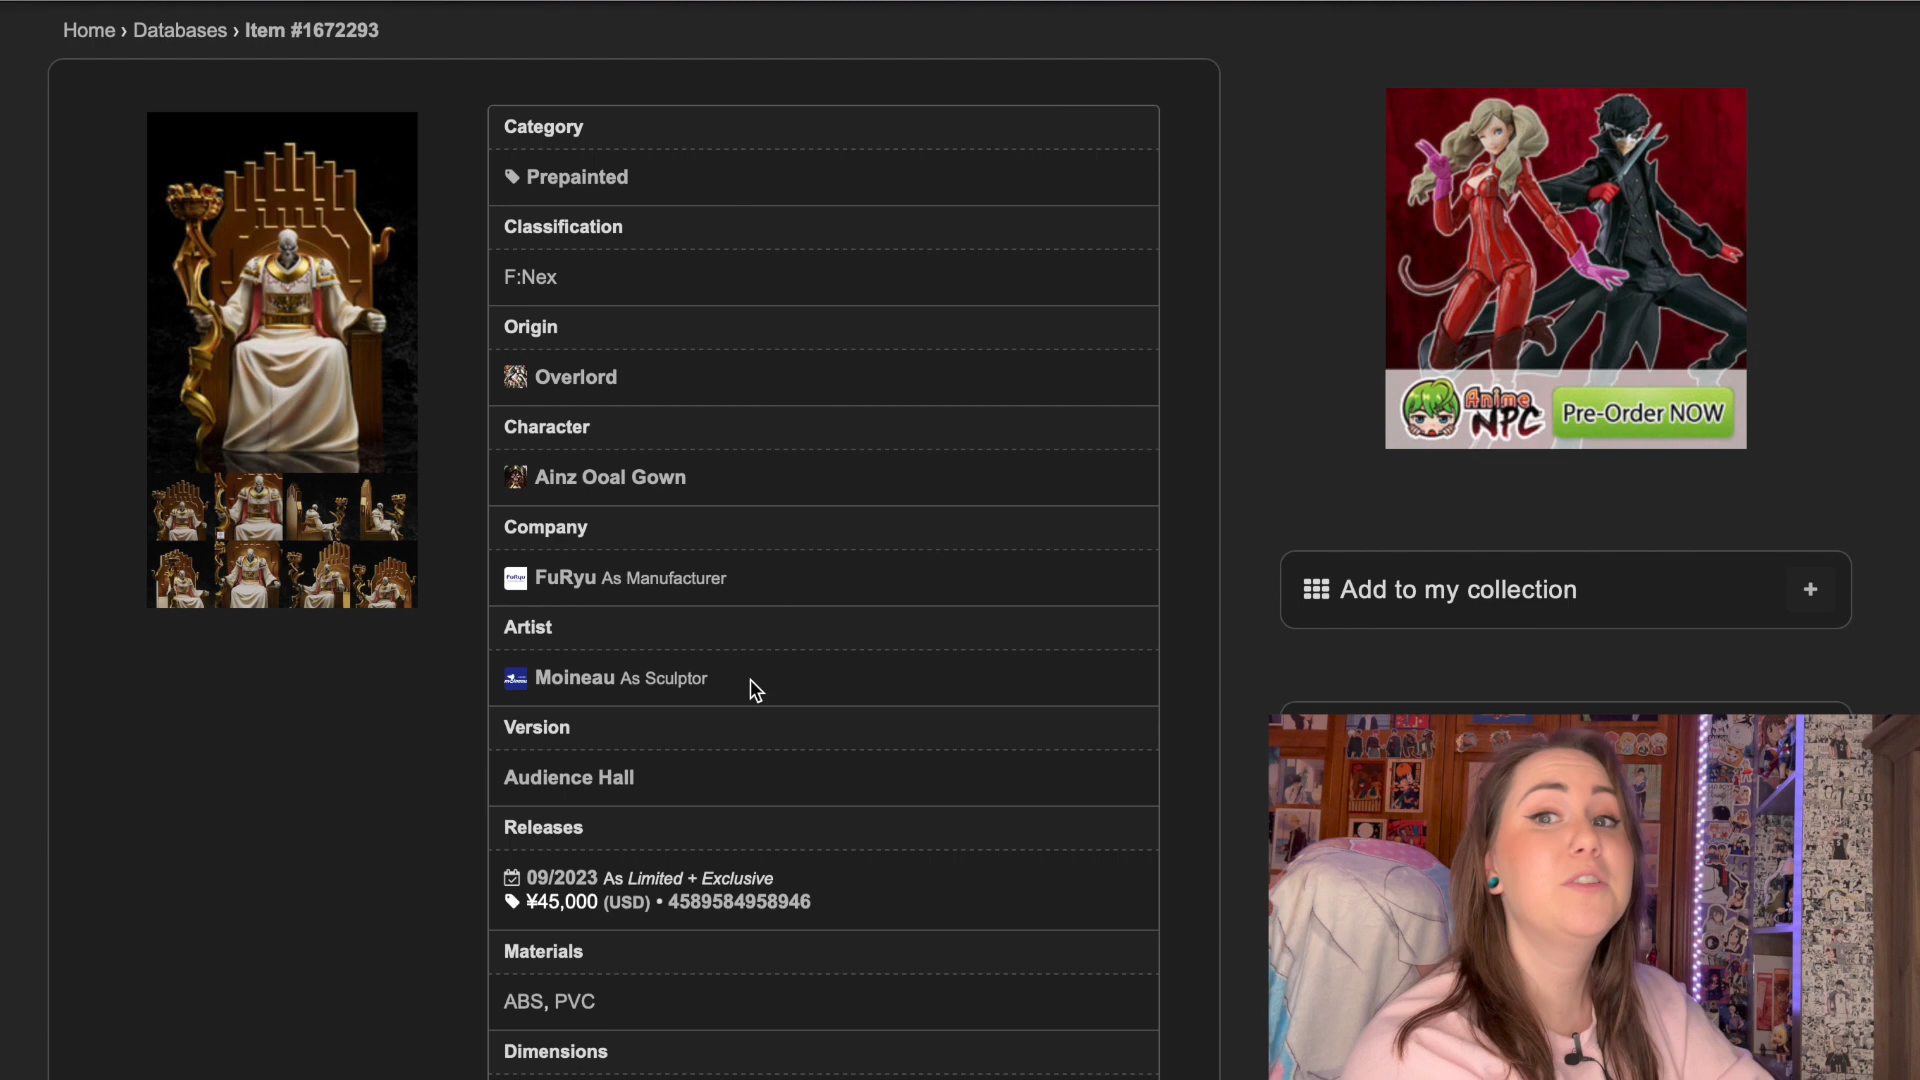 Home › Databases › Item #1672293
Category
Prepainted
Classification
F:Nex
Origin
Overlord
Character
Ainz Ooal Gown
Company
FuRyu As Manufacturer
Artist
Moineau As Sculptor
Version
Audience Hall
Releases
09/2023 As Limited + Exclusive
¥45,000 (USD) • 4589584958946
Materials
ABS, PVC
Dimensions
Anime
NPC
Pre-Order NOW
Add to my collection
+